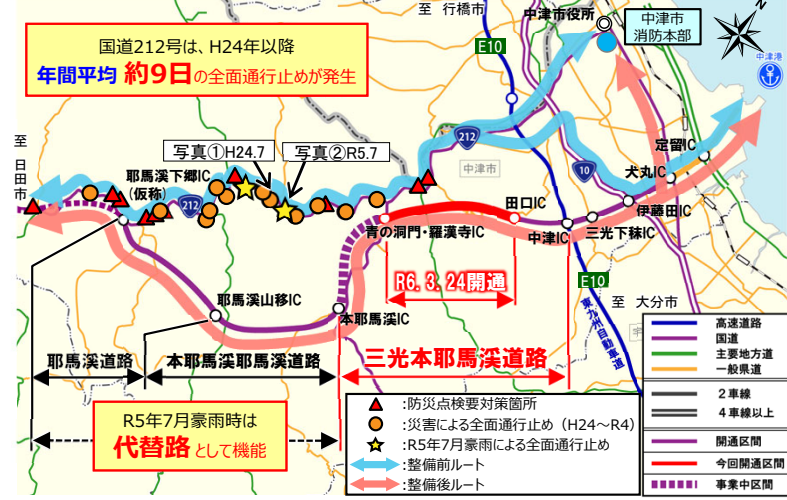 至 行橋市
中津市役所
中津市
消防本部
N
中津港
E10
国道212号は、H24年以降
年間平均 約9日の全面通行止めが発生
至
日田市
写真①H24.7
写真②R5.7
耶馬溪下郷IC
(仮称)
212
212
中津市
10
定留IC
犬丸IC
伊藤田IC
三光下秣IC
中津IC
田口IC
青の洞門・羅漢寺IC
R6.3.24開通
E10
至 大分市
東九州自動車道
耶馬溪山移IC
本耶馬渓IC
耶馬渓道路
本耶馬渓耶馬溪道路
三光本耶馬渓道路
R5年7月豪雨時は
代替路として機能
:防災点検要対策箇所
:災害による全面通行止め(H24～R4)
:R5年7月豪雨による全面通行止め
:整備前ルート
:整備後ルート
高速道路
国道
主要地方道
一般県道
2車線
4車線以上
開通区間
今回開通区間
事業中区間